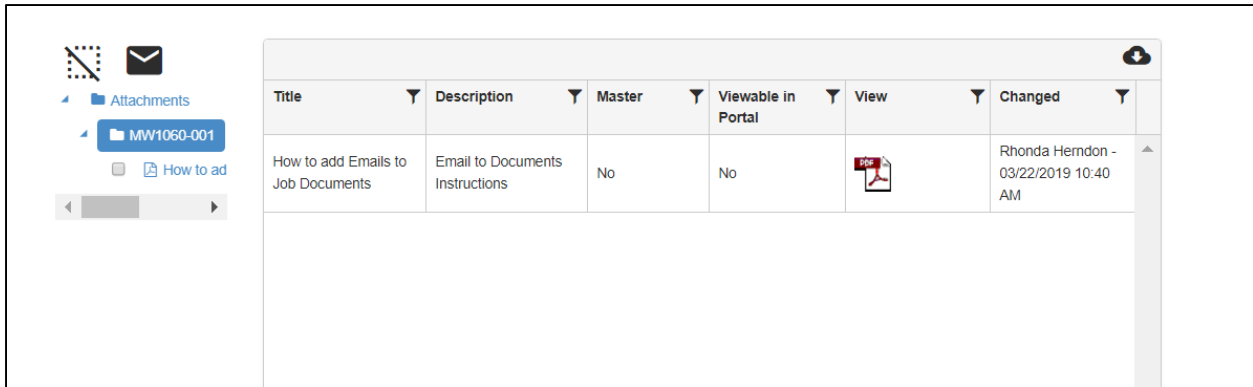 Attachments
MW1060-001
How to ad
Title
Description
Master
Viewable in
Portal
View
Changed
How to add Emails to
Job Documents
Email to Documents
Instructions
No
No
PDF
Rhonda Herndon -
03/22/2019 10:40
AM